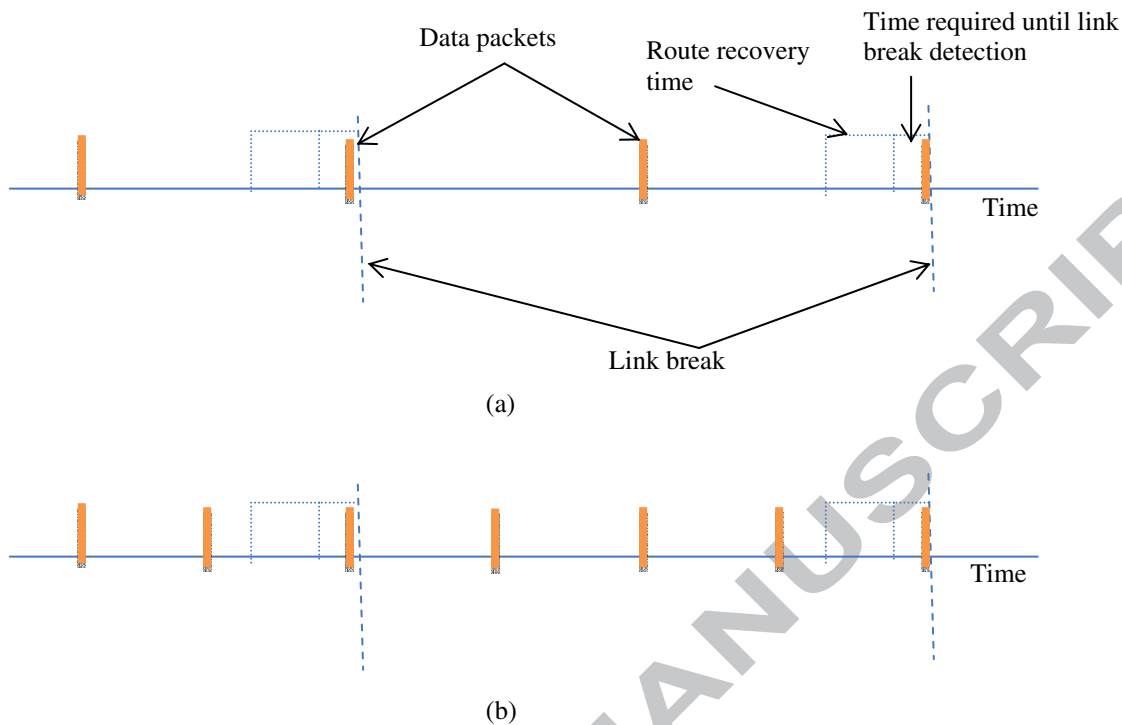 Data packets
Route recovery
time
Time required until link
break detection
Time
Link break
(a)
Time
(b)